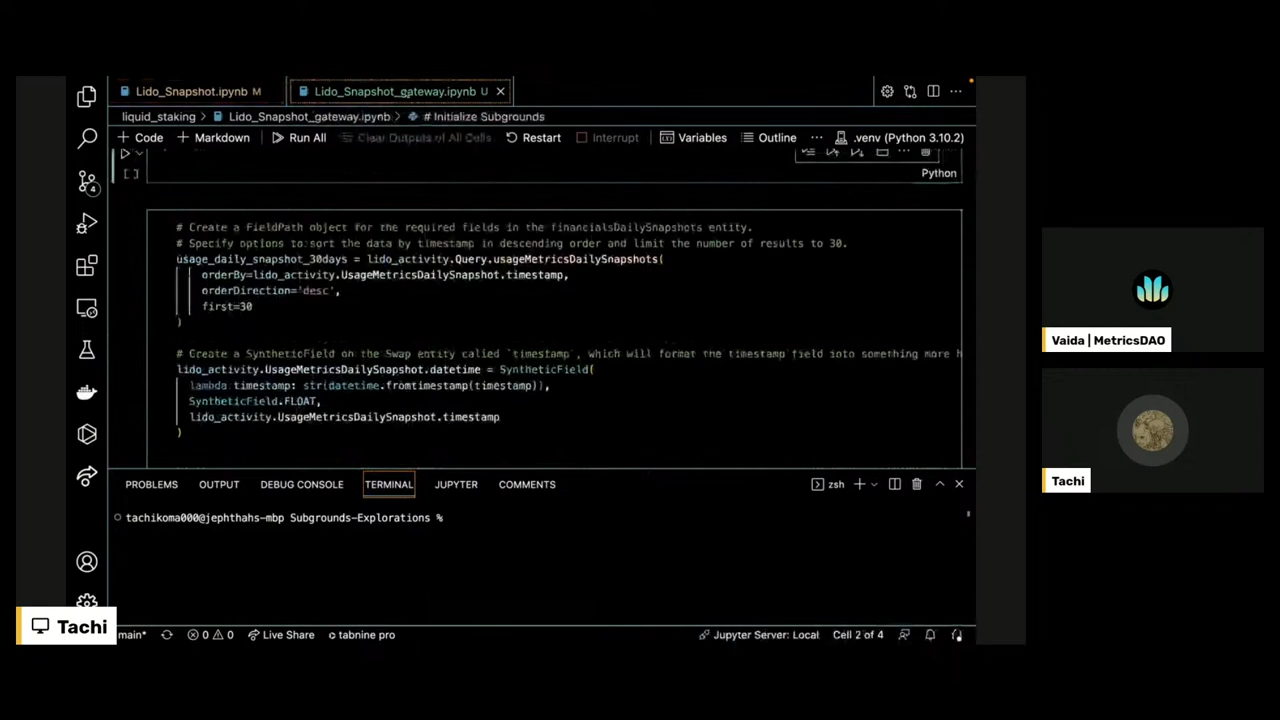 Lido_Snapshot.ipynb M
Lido_Snapshot_gateway.ipynb U
liquid_staking > Lido_Snapshot_gateway.ipynb > # Initialize Subgrounds
+ Code + Markdown Run All Clear Outputs of All Cells Restart Interrupt Variables Outline ... .venv (Python 3.10.2)
[ ]
Python
# Create a FieldPath object for the required fields in the financialsDailySnapshots entity.
# Specify options to sort the data by timestamp in descending order and limit the number of results to 30.
usage_daily_snapshot_30days = lido_activity.Query.usageMetricsDailySnapshots(
orderBy=lido_activity.UsageMetricsDailySnapshot.timestamp,
orderDirection='desc',
first=30
)
# Create a SyntheticField on the Swap entity called `timestamp`, which will format the timestamp field into something more h
lido_activity.UsageMetricsDailySnapshot.datetime = SyntheticField(
lambda timestamp: str(datetime.fromtimestamp(timestamp)),
SyntheticField.FLOAT,
lido_activity.UsageMetricsDailySnapshot.timestamp
)
4
PROBLEMS OUTPUT DEBUG CONSOLE TERMINAL JUPYTER COMMENTS
zsh
tachikoma000@jephthahs-mbp Subgrounds-Explorations %
main* 0 0 Live Share tabnine pro
Jupyter Server: Local Cell 2 of 4
Tachi
Vaida | MetricsDAO
Tachi